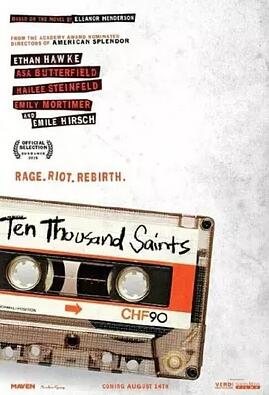 BASED ON THE NOVEL BY ELEANOR HENDERSON
FROM THE ACADEMY AWARD NOMINATED
DIRECTORS OF AMERICAN SPLENDOR
ETHAN HAWKE
ASA BUTTERFIELD
HAILEE STEINFELD
EMILY MORTIMER
AND EMILE HIRSCH
OFFICIAL
SELECTION
SUNDANCE
2015
RAGE. RIOT. REBIRTH.
Ten Thousand Saints
POSITION
CHF90
MAVEN
COMING AUGUST 14TH